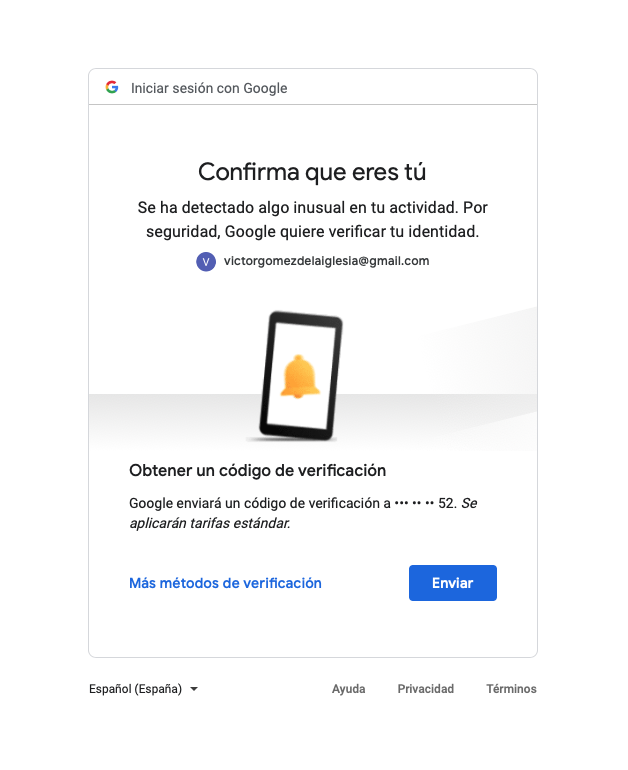 Iniciar sesión con Google
Confirma que eres tú
Se ha detectado algo inusual en tu actividad. Por
seguridad, Google quiere verificar tu identidad.
V victorgomezdelaiglesia@gmail.com
Obtener un código de verificación
Google enviará un código de verificación a ••• •• •• 52. Se
aplicarán tarifas estándar.
Más métodos de verificación Enviar
Español (España) Ayuda Privacidad Términos